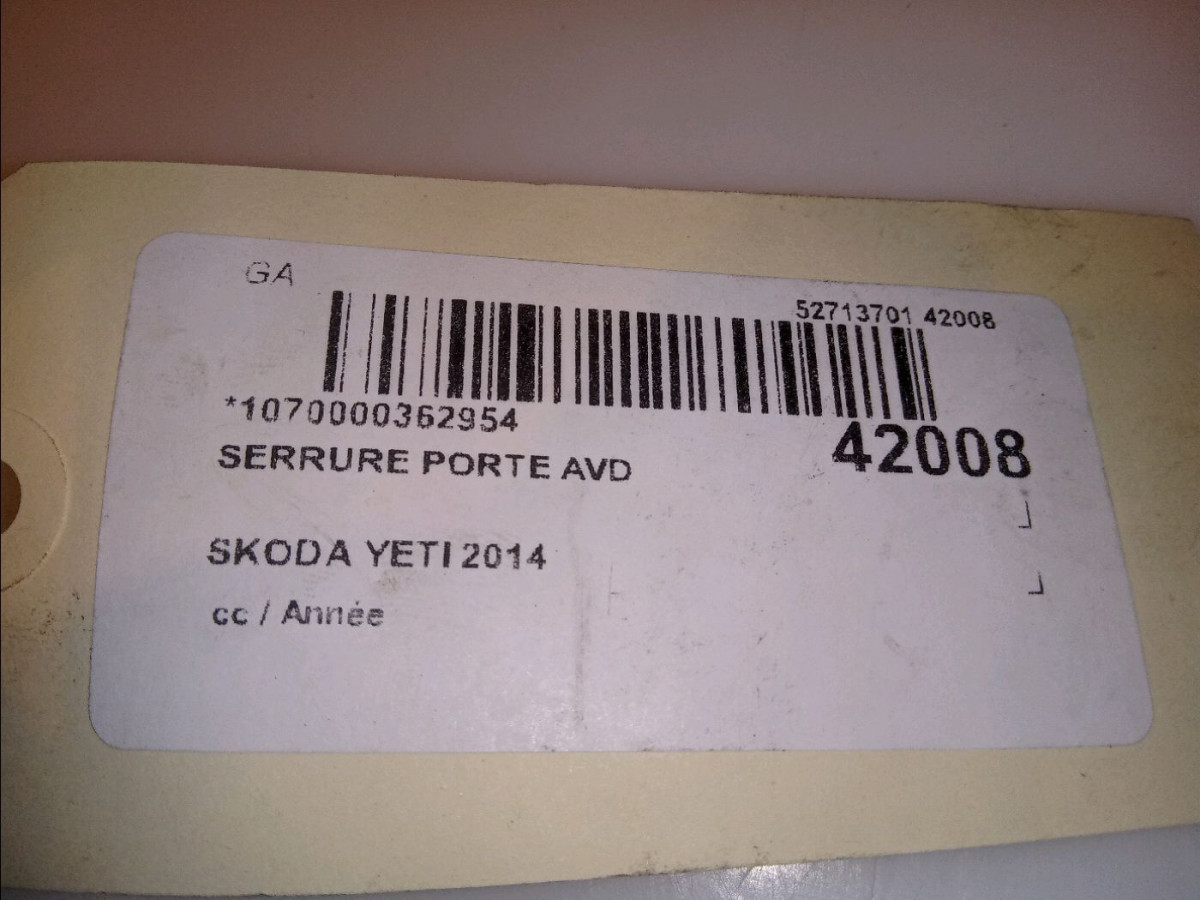 GA
52713701 42008
*1070000362954
42008
SERRURE PORTE AVD
SKODA YETI 2014
cc / Année